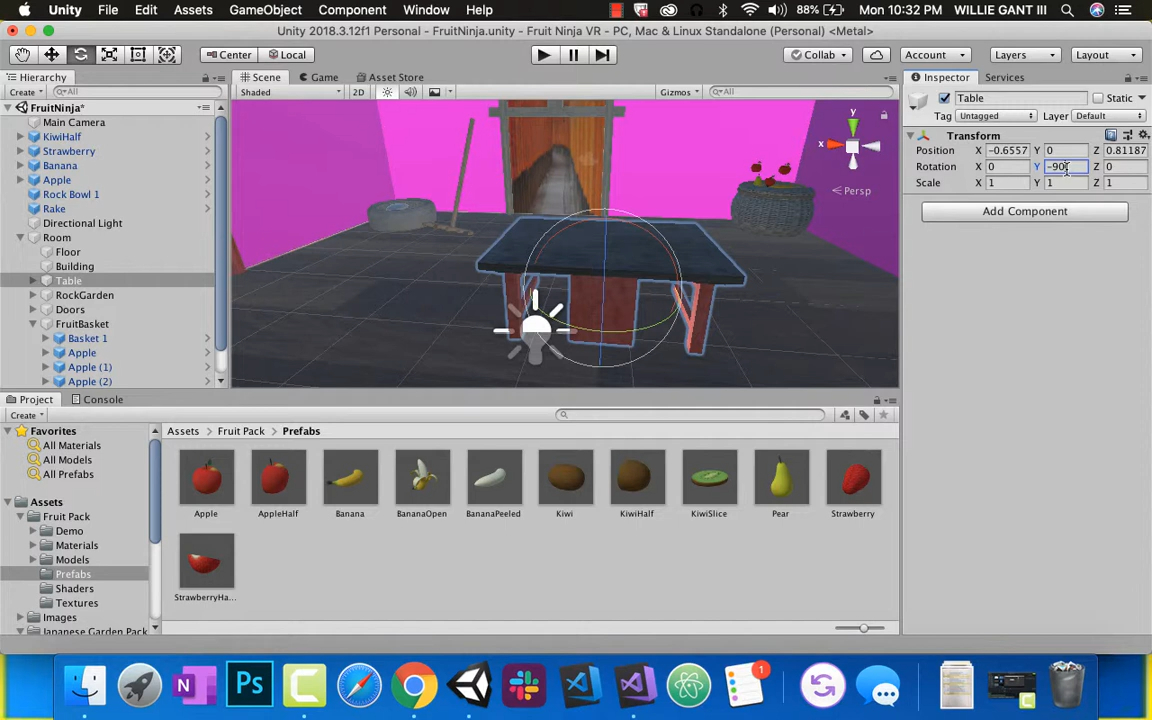 Unity File Edit Assets GameObject Component Window Help 88% Mon 10:32 PM WILLIE GANT III
Unity 2018.3.12f1 Personal - FruitNinja.unity - Fruit Ninja VR - PC, Mac & Linux Standalone (Personal) <Metal>
Center Local Collab Account Layers Layout
Hierarchy Scene Game Asset Store Inspector Services
Create All Shaded 2D Gizmos All
Table Static
FruitNinja*
Tag Untagged Layer Default
Main Camera
Transform
KiwiHalf
Position X -0.6557 Y 0 Z 0.81187
Strawberry
Rotation X 0 Y -90 Z 0
Banana
Scale X 1 Y 1 Z 1
Apple
Rock Bowl 1
Rake
Add Component
Directional Light
Room
Floor
Building
Table
RockGarden
Doors
FruitBasket
Basket 1
Apple
Apple (1)
Apple (2)
y
x
Persp
Project Console
Create
Favorites
All Materials
All Models
All Prefabs
Assets
Fruit Pack
Demo
Materials
Models
Prefabs
Shaders
Textures
Images
Japanese Garden Pack
Assets Fruit Pack Prefabs
Apple AppleHalf Banana BananaOpen BananaPeeled Kiwi KiwiHalf KiwiSlice Pear Strawberry
StrawberryHa...
N Ps C 1